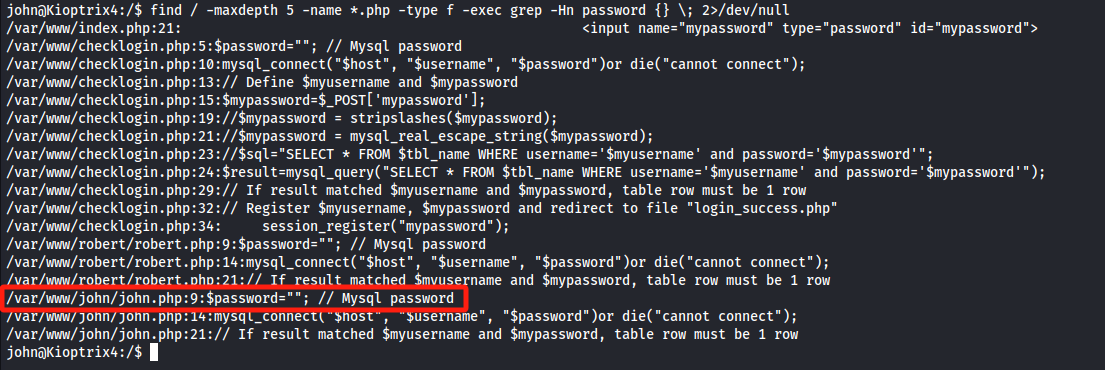 john@Kioptrix4:/$ find / -maxdepth 5 -name *.php -type f -exec grep -Hn password {} \; 2>/dev/null
/var/www/index.php:21:                                                  <input name="mypassword" type="password" id="mypassword">
/var/www/checklogin.php:5:$password=""; // Mysql password
/var/www/checklogin.php:10:mysql_connect("$host", "$username", "$password")or die("cannot connect");
/var/www/checklogin.php:13:// Define $myusername and $mypassword
/var/www/checklogin.php:15:$mypassword=$_POST['mypassword'];
/var/www/checklogin.php:19://$mypassword = stripslashes($mypassword);
/var/www/checklogin.php:21://$mypassword = mysql_real_escape_string($mypassword);
/var/www/checklogin.php:23://$sql="SELECT * FROM $tbl_name WHERE username='$myusername' and password='$mypassword'";
/var/www/checklogin.php:24:$result=mysql_query("SELECT * FROM $tbl_name WHERE username='$myusername' and password='$mypassword'");
/var/www/checklogin.php:29:// If result matched $myusername and $mypassword, table row must be 1 row
/var/www/checklogin.php:32:// Register $myusername, $mypassword and redirect to file "login_success.php"
/var/www/checklogin.php:34:     session_register("mypassword");
/var/www/robert/robert.php:9:$password=""; // Mysql password
/var/www/robert/robert.php:14:mysql_connect("$host", "$username", "$password")or die("cannot connect");
/var/www/robert/robert.php:21:// If result matched $myusername and $mypassword, table row must be 1 row
/var/www/john/john.php:9:$password=""; // Mysql password
/var/www/john/john.php:14:mysql_connect("$host", "$username", "$password")or die("cannot connect");
/var/www/john/john.php:21:// If result matched $myusername and $mypassword, table row must be 1 row
john@Kioptrix4:/$